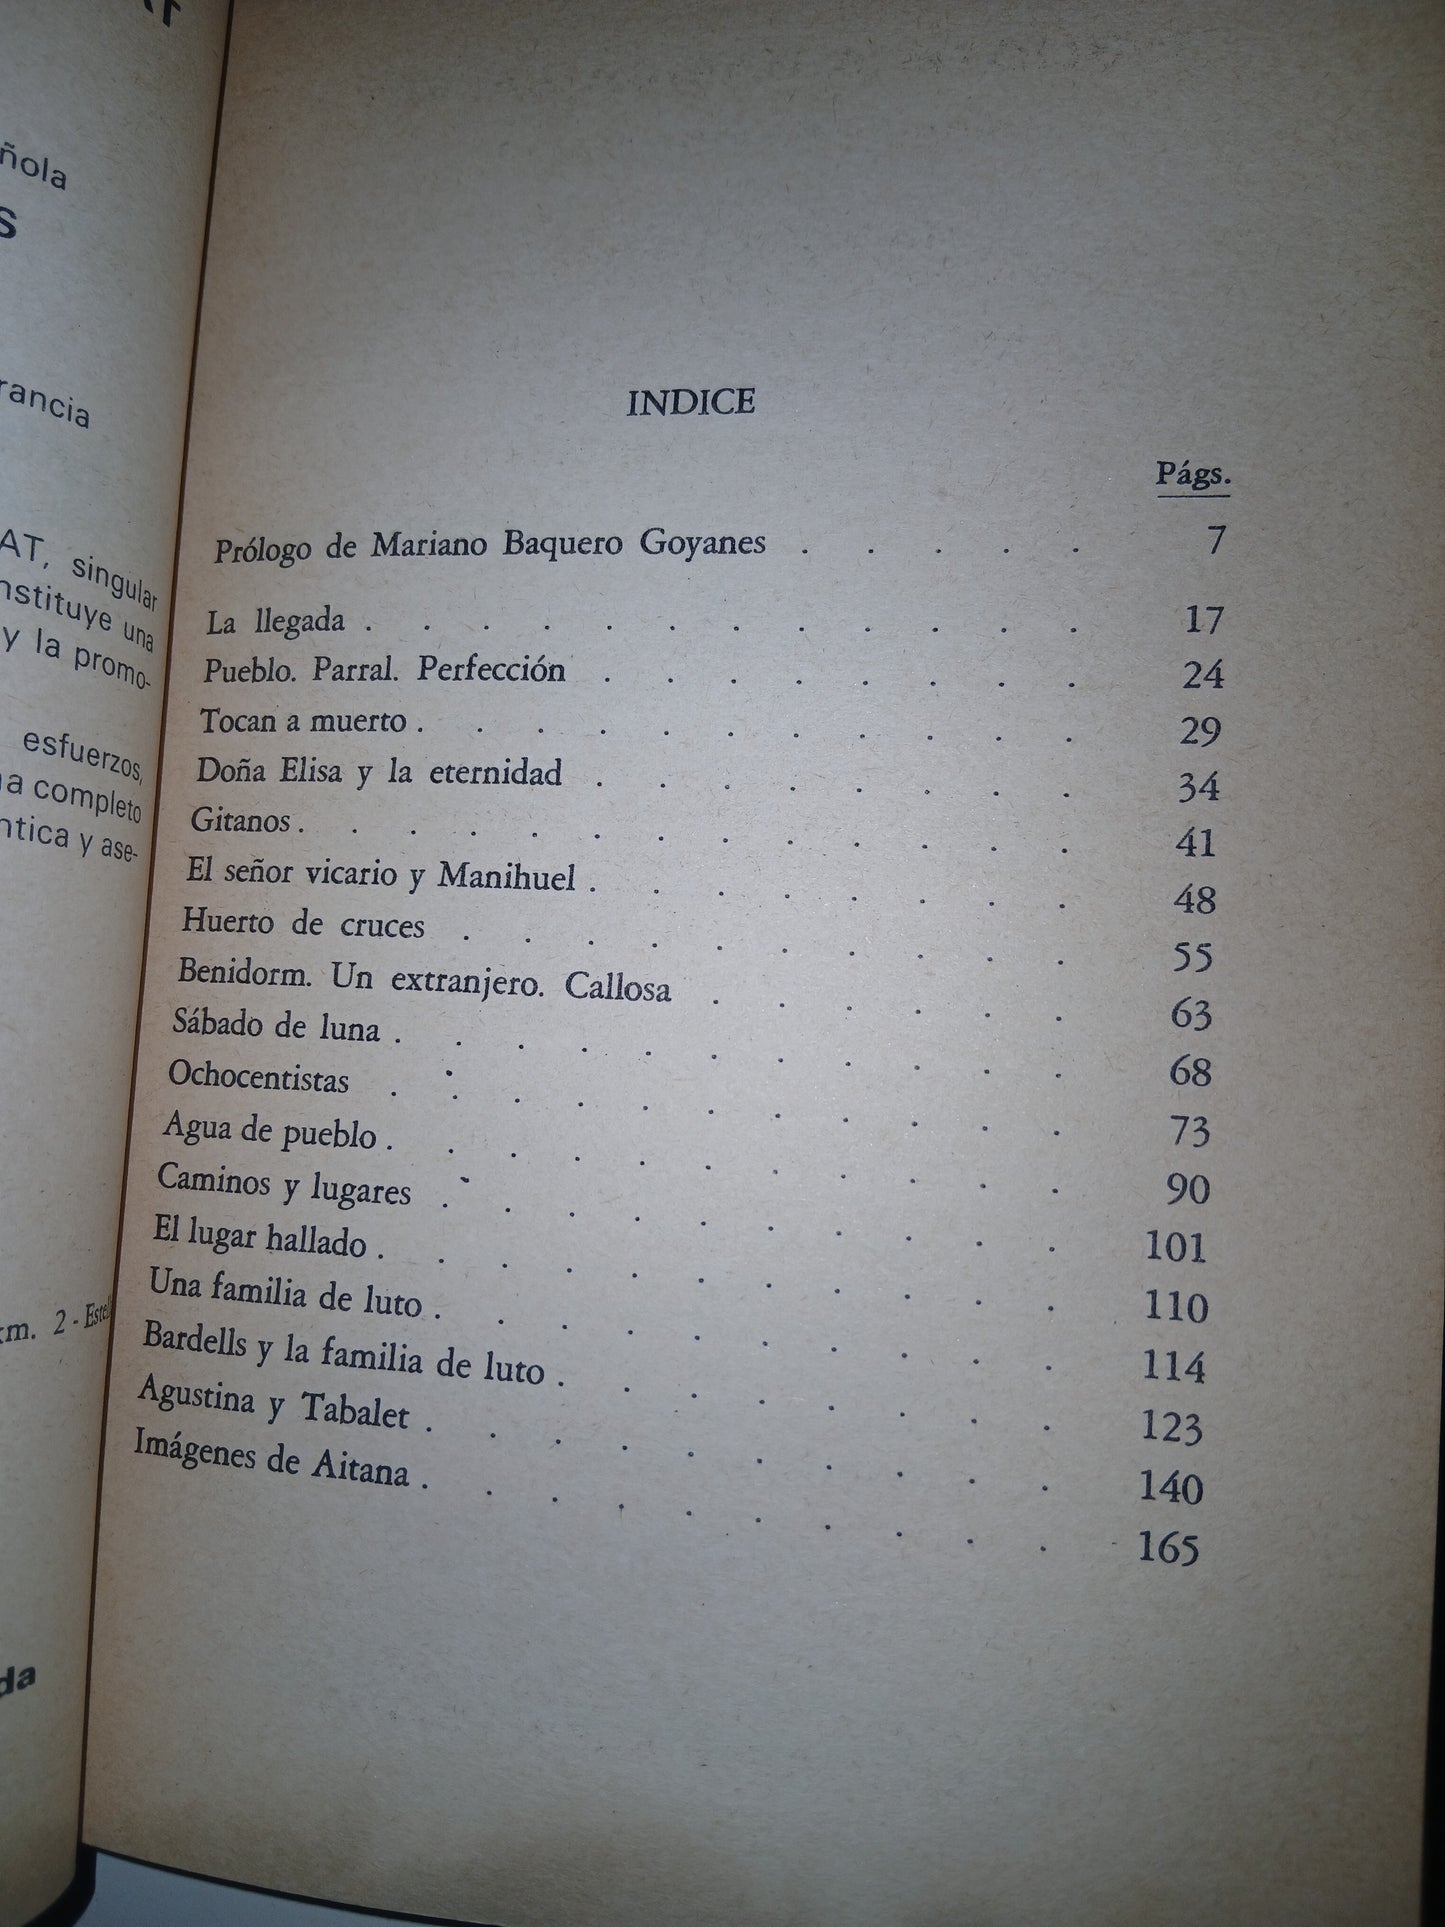 ñola
s
rancia
AT, singular
nstituye una
y la promo-
esfuerzos,
a completo
ntica y ase-
m. 2 - Estel
da
INDICE
Págs.
Prólogo de Mariano Baquero Goyanes . . . . . 7
La llegada . . . . . . . . . . . . 17
Pueblo. Parral. Perfección . . . . . . . . 24
Tocan a muerto . . . . . . . . . . . 29
Doña Elisa y la eternidad . . . . . . . . 34
Gitanos . . . . . . . . . . . . . 41
El señor vicario y Manihuel . . . . . . . . 48
Huerto de cruces . . . . . . . . . . 55
Benidorm. Un extranjero. Callosa . . . . . . 63
Sábado de luna . . . . . . . . . . . 68
Ochocentistas . . . . . . . . . . . 73
Agua de pueblo . . . . . . . . . . . 90
Caminos y lugares . . . . . . . . . . 101
El lugar hallado . . . . . . . . . . . 110
Una familia de luto . . . . . . . . . . 114
Bardells y la familia de luto . . . . . . . . 123
Agustina y Tabalet . . . . . . . . . . 140
Imágenes de Aitana . . . . . . . . . . 165